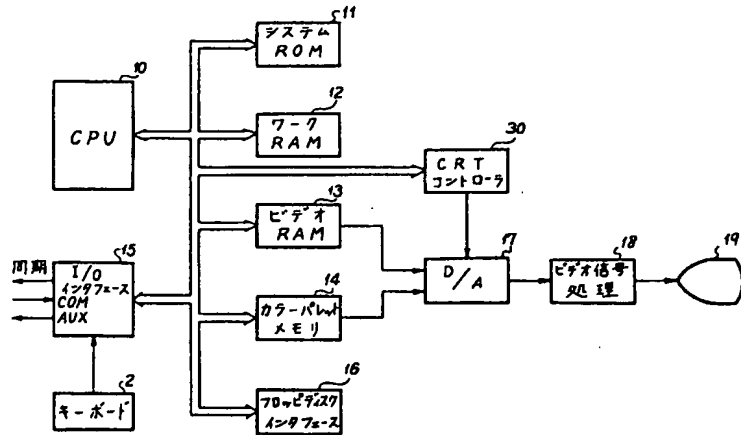 10
CPU
11
システム
ROM
12
ワーク
RAM
30
CRT
コントローラ
13
ビデオ
RAM
14
カラーパレット
メモリ
同期
15
I/O
インタフェース
COM
AUX
17
D/A
18
ビデオ信号
処理
19
2
キーボード
16
フロッピディスク
インタフェース